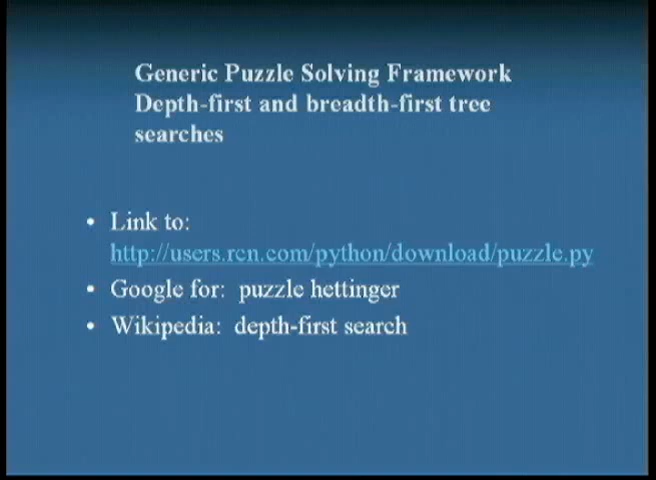 Generic Puzzle Solving Framework
Depth-first and breadth-first tree
searches
• Link to:
http://users.rcn.com/python/download/puzzle.py
• Google for: puzzle hettinger
• Wikipedia: depth-first search